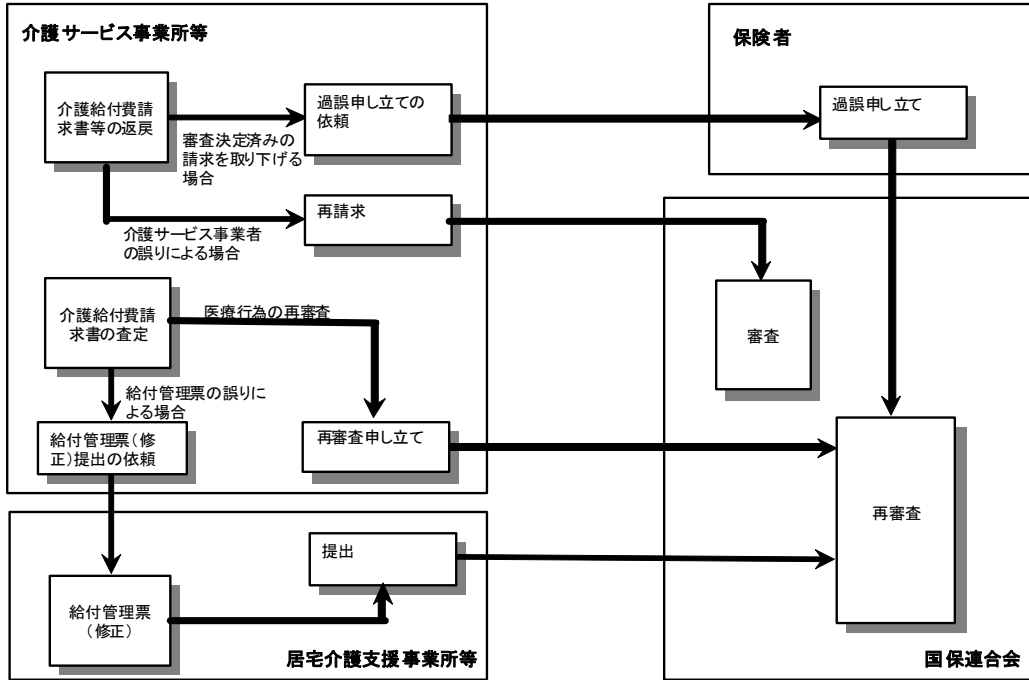 介護サービス事業所等
保険者
介護給付費請
求書等の返戻
過誤申し立ての
依頼
過誤申し立て
審査決定済みの
請求を取り下げる
場合
再請求
介護サービス事業者
の誤りによる場合
介護給付費請
求書の査定
医療行為の再審査
審査
給付管理票の誤りに
よる場合
給付管理票(修
正)提出の依頼
再審査申し立て
再審査
提出
給付管理票
(修正)
居宅介護支援事業所等
国保連合会